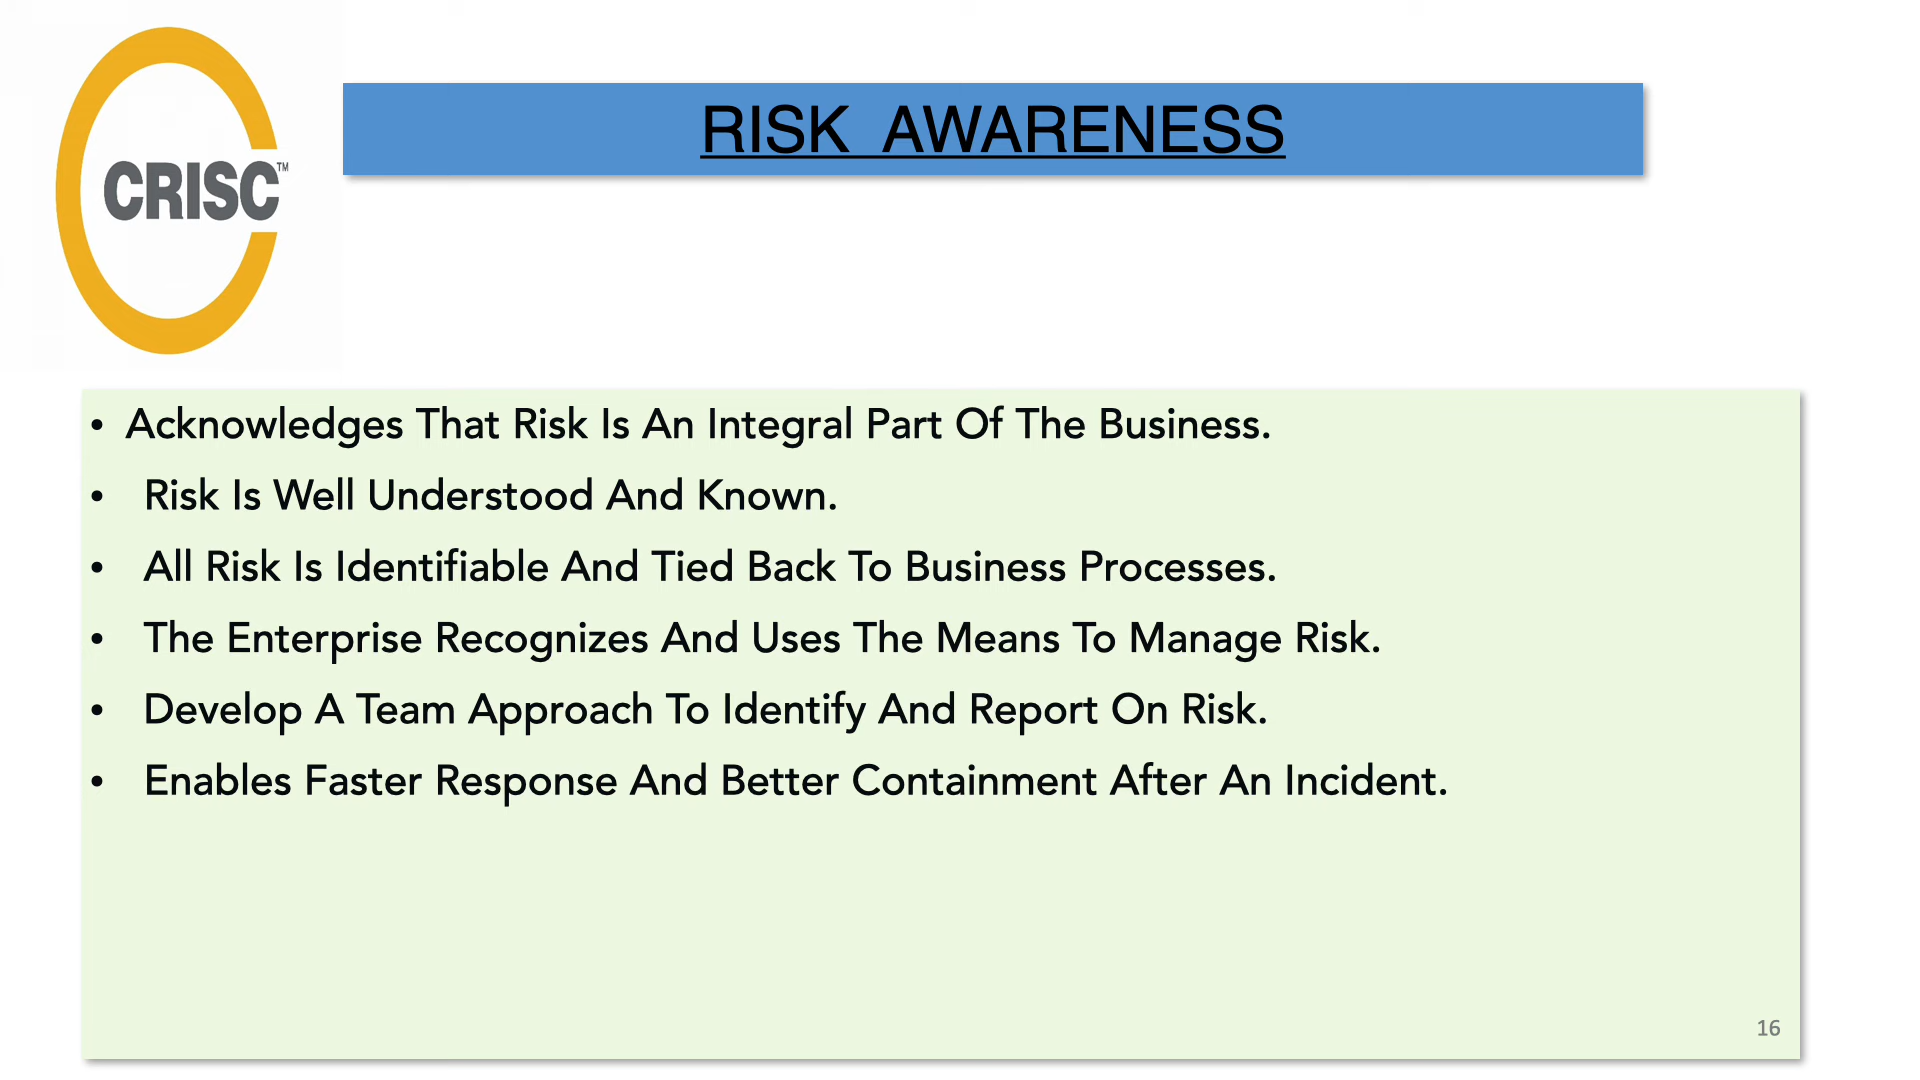 CRISC™
RISK AWARENESS
• Acknowledges That Risk Is An Integral Part Of The Business.
• Risk Is Well Understood And Known.
• All Risk Is Identifiable And Tied Back To Business Processes.
• The Enterprise Recognizes And Uses The Means To Manage Risk.
• Develop A Team Approach To Identify And Report On Risk.
• Enables Faster Response And Better Containment After An Incident.
16